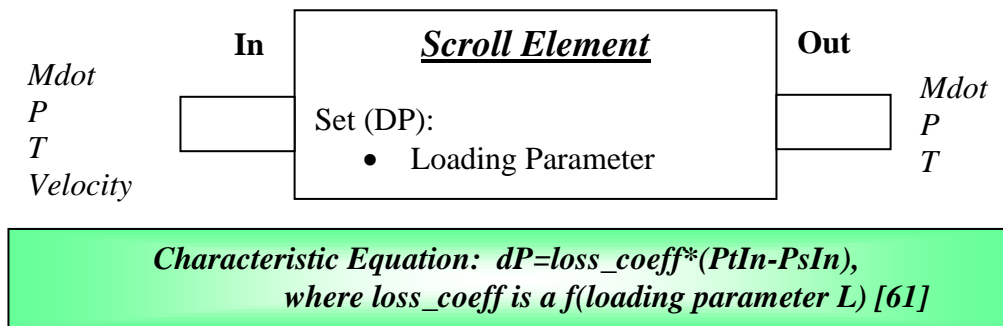 In
Scroll Element
Out
Mdot
P
T
Velocity
Set (DP):
• Loading Parameter
Mdot
P
T
Characteristic Equation: dP=loss_coeff*(PtIn-PsIn),
where loss_coeff is a f(loading parameter L) [61]